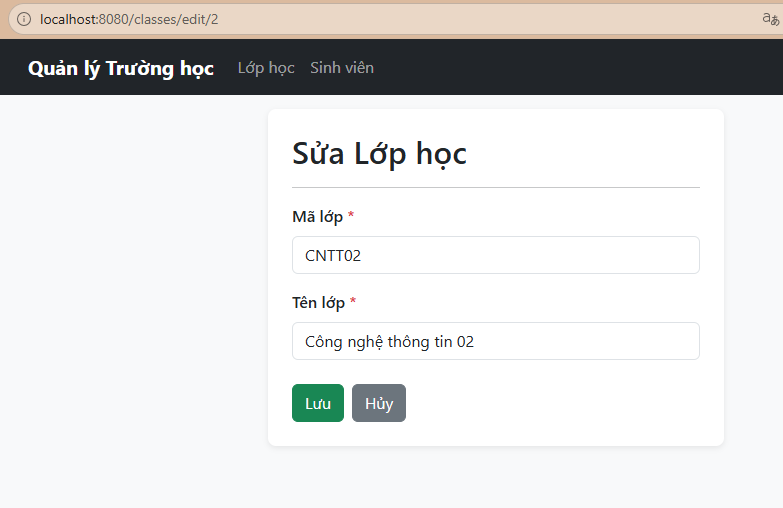 localhost:8080/classes/edit/2
Quản lý Trường học Lớp học Sinh viên
Sửa Lớp học
Mã lớp *
CNTT02
Tên lớp *
Công nghệ thông tin 02
Lưu Hủy